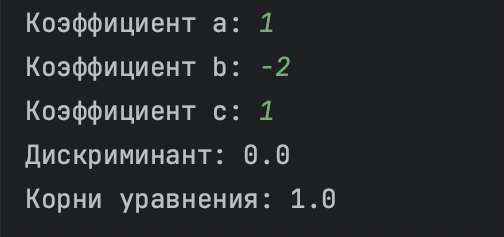 Коэффициент a: 1
Коэффициент b: -2
Коэффициент c: 1
Дискриминант: 0.0
Корни уравнения: 1.0